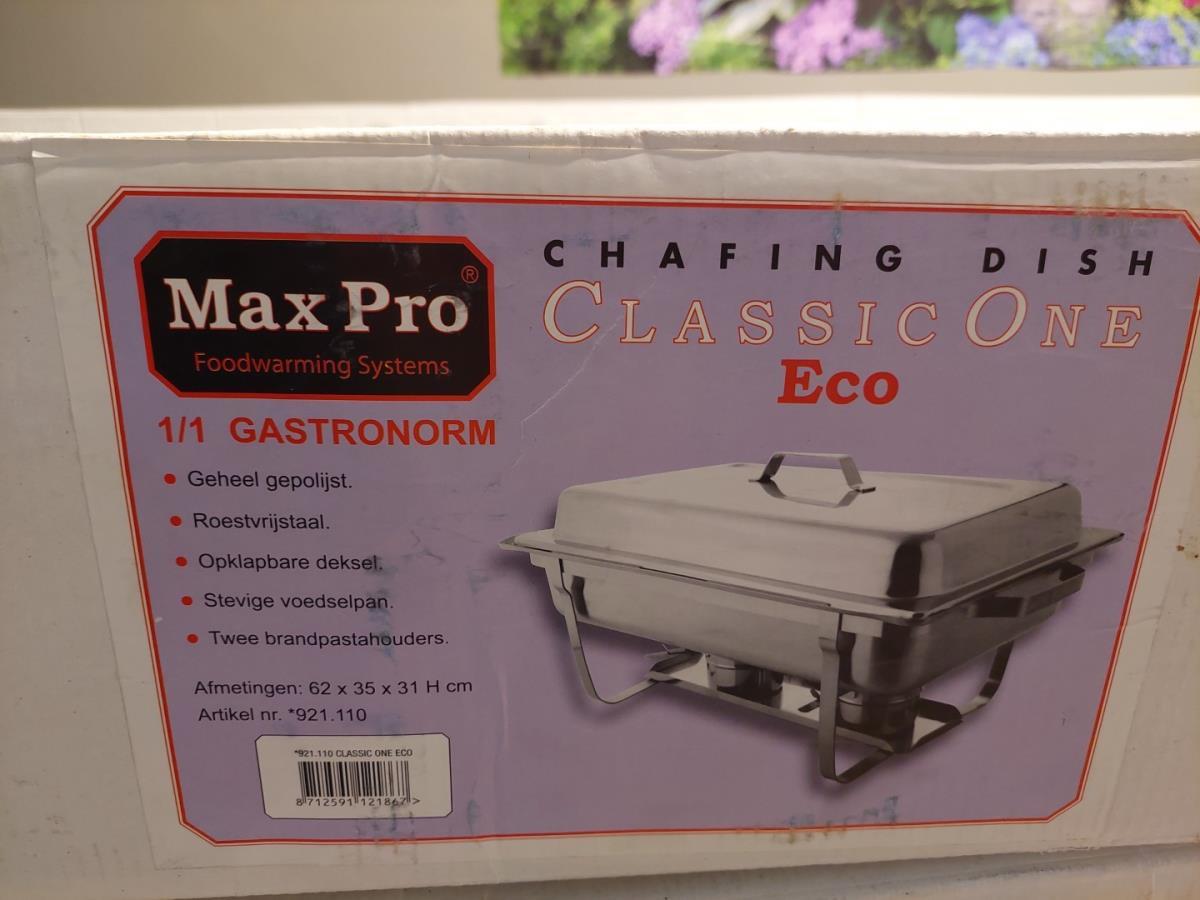 Max Pro®
Foodwarming Systems
CHAFING DISH
CLASSIC ONE
Eco
1/1 GASTRONORM
• Geheel gepolijst.
• Roestvrijstaal.
• Opklapbare deksel.
• Stevige voedselpan.
• Twee brandpastahouders.
Afmetingen: 62 x 35 x 31 H cm
Artikel nr. *921.110
*921.110 CLASSIC ONE ECO
8 712591 121867 >